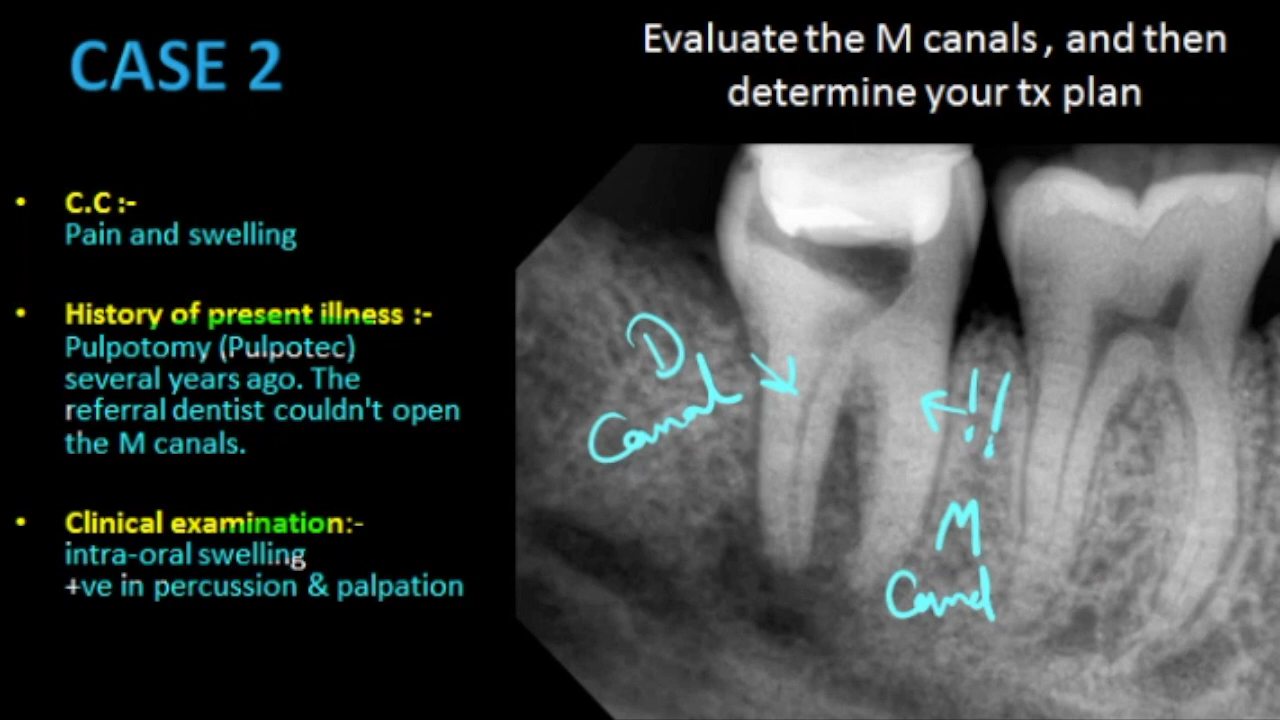 CASE 2
Evaluate the M canals, and then
determine your tx plan
• C.C :-
Pain and swelling
• History of present illness :-
Pulpotomy (Pulpotec)
several years ago. The
referral dentist couldn't open
the M canals.
• Clinical examination:-
intra-oral swelling
+ve in percussion & palpation
D
Canal
!!
M
Canal